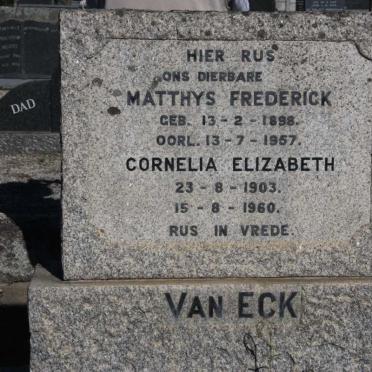 DAD
HIER RUS
ONS DIERBARE
MATTHYS FREDERICK
GEB. 13 - 2 - 1898.
OORL. 13 - 7 - 1957.
CORNELIA ELIZABETH
23 - 8 - 1903.
15 - 8 - 1960.
RUS IN VREDE.
VAN ECK